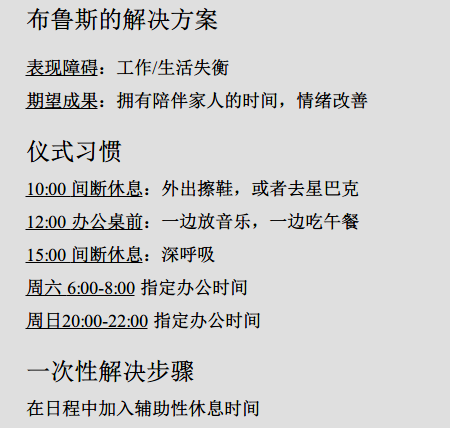 布鲁斯的解决方案
表现障碍：工作/生活失衡
期望成果：拥有陪伴家人的时间，情绪改善
仪式习惯
10:00 间断休息：外出擦鞋，或者去星巴克
12:00 办公桌前：一边放音乐，一边吃午餐
15:00 间断休息：深呼吸
周六 6:00-8:00 指定办公时间
周日20:00-22:00 指定办公时间
一次性解决步骤
在日程中加入辅助性休息时间